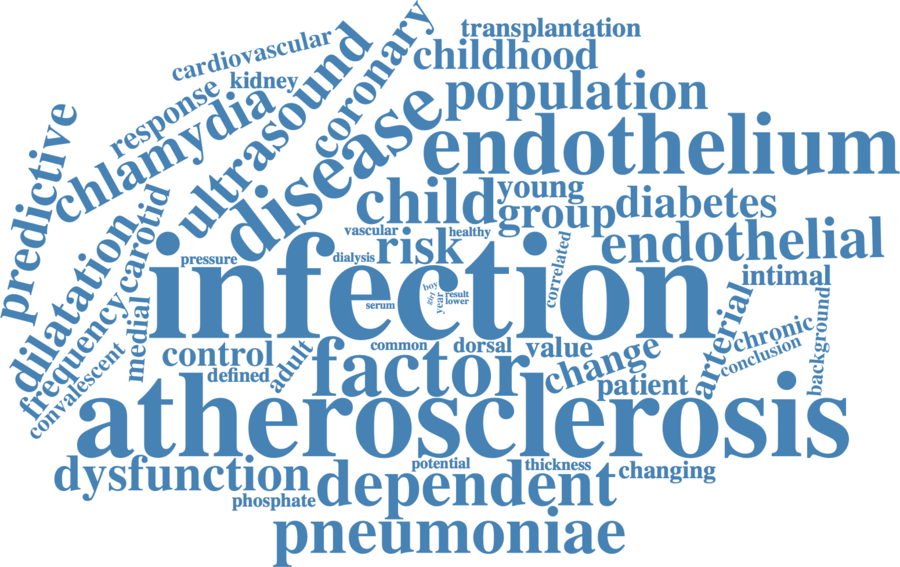 transplantation
cardiovascular
childhood
kidney
coronary
ultrasound
population
response
chlamydia
disease
predictive
endothelium
child
young
group
diabetes
vascular
healthy
carotid
dilatation
risk
endothelial
pressure
dialysis
correlated
infection
intimal
boy
girl
year
result
lower
serum
frequency
medial
arterial
background
chronic
conclusion
convalescent
control
defined
adult
factor
common
dorsal
value
change
patient
atherosclerosis
dysfunction
potential
dependent
thickness
changing
phosphate
pneumoniae